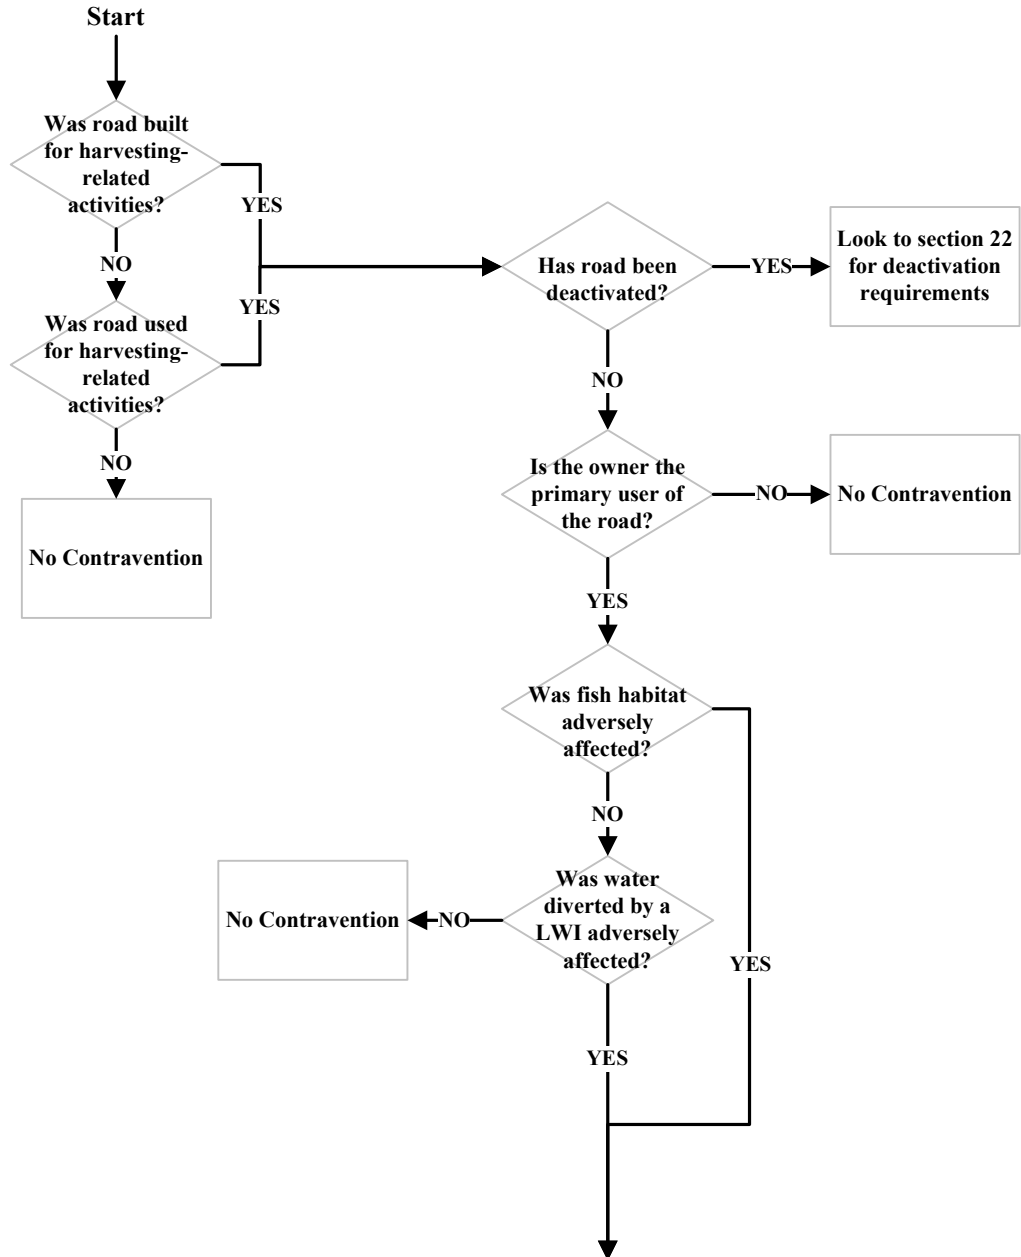 Start
Was road built
for harvesting-
related
activities?
YES
NO
Was road used
for harvesting-
related
activities?
YES
NO
No Contravention
Has road been
deactivated?
YES
Look to section 22
for deactivation
requirements
NO
Is the owner the
primary user of
the road?
NO
No Contravention
YES
Was fish habitat
adversely
affected?
YES
NO
Was water
diverted by a
LWI adversely
affected?
NO
No Contravention
YES